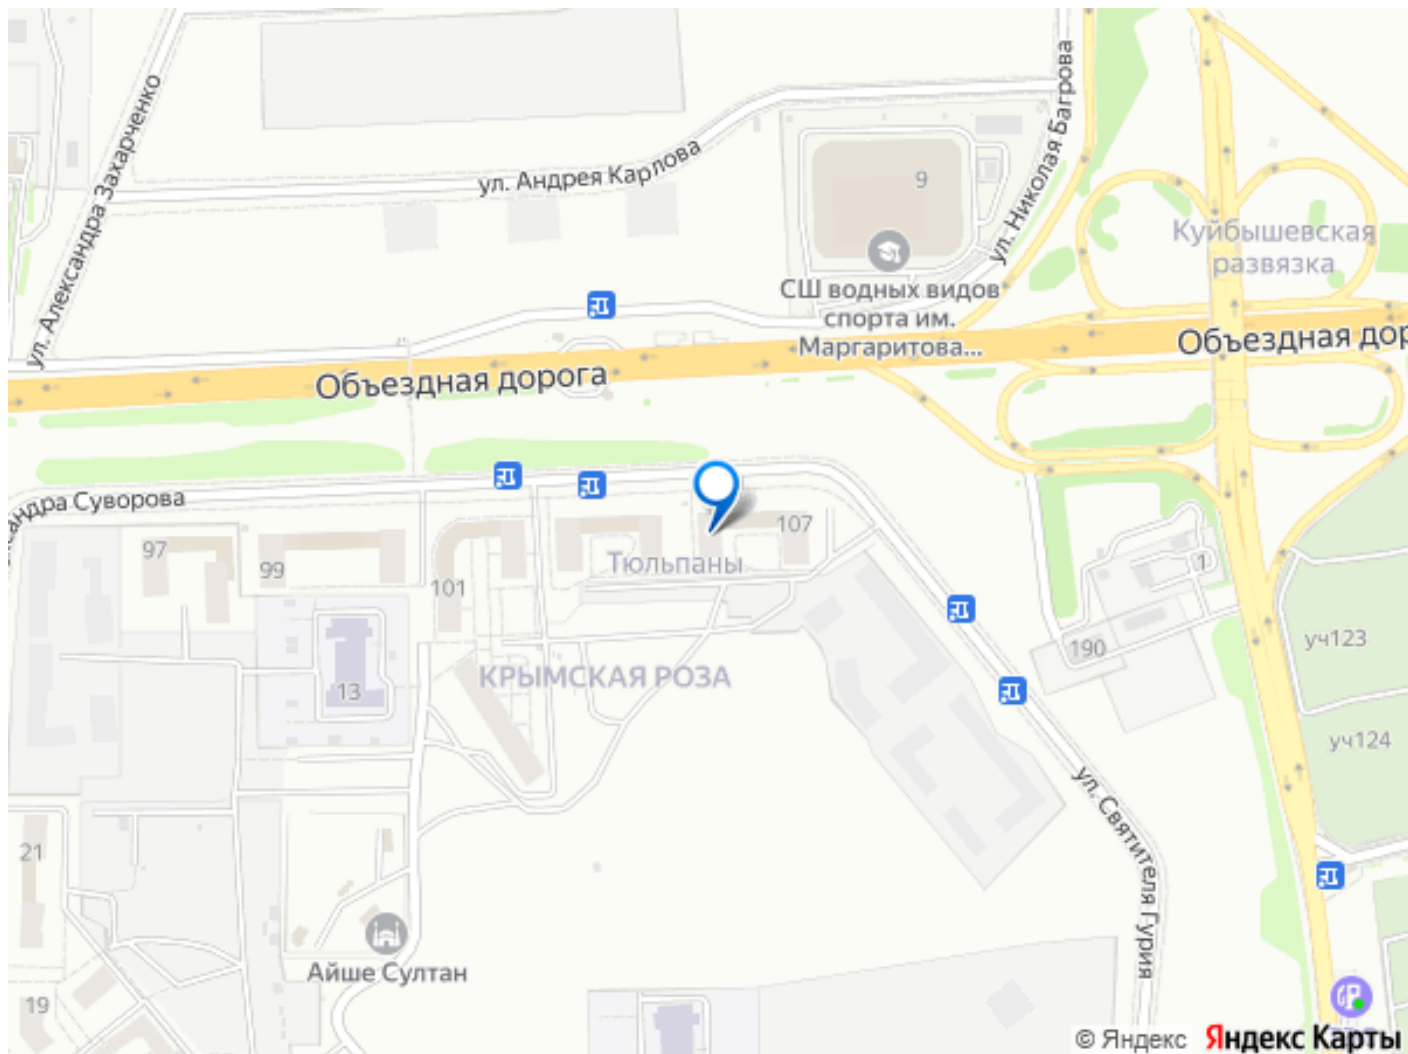 ул. Александра Захарченко
ул. Андрея Карлова
ул. Николая Багрова
9
Куйбышевская
развязка
СШ водных видов
спорта им.
Маргаритова...
Объездная дорога
Объездная дор
сандра Суворова
97
99
101
107
Тюльпаны
1
190
уч123
КРЫМСКАЯ РОЗА
13
уч124
ул. Святителя Гурия
21
Айше Султан
19
© Яндекс Яндекс Карты